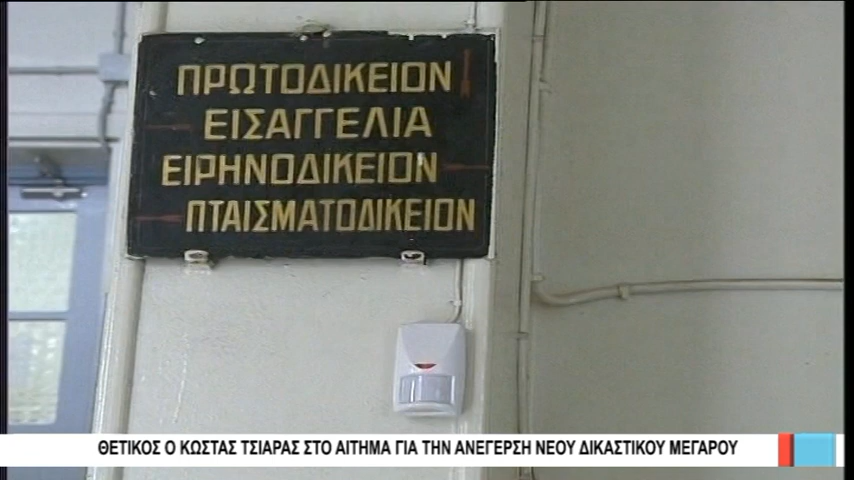 ΠΡΩΤΟΔΙΚΕΙΟΝ
ΕΙΣΑΓΓΕΛΙΑ
ΕΙΡΗΝΟΔΙΚΕΙΟΝ
ΠΤΑΙΣΜΑΤΟΔΙΚΕΙΟΝ
ΘΕΤΙΚΟΣ Ο ΚΩΣΤΑΣ ΤΣΙΑΡΑΣ ΣΤΟ ΑΙΤΗΜΑ ΓΙΑ ΤΗΝ ΑΝΕΓΕΡΣΗ ΝΕΟΥ ΔΙΚΑΣΤΙΚΟΥ ΜΕΓΑΡΟΥ